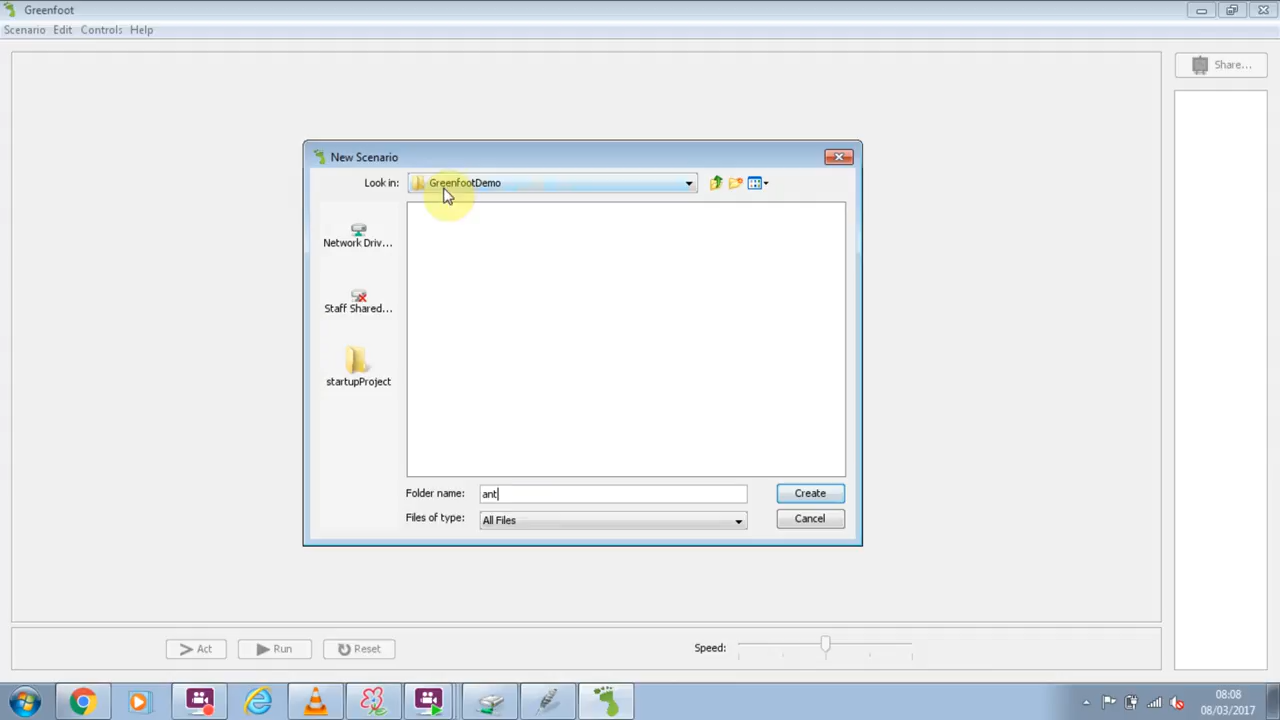 Greenfoot
Scenario Edit Controls Help
Share...
New Scenario
Look in: GreenfootDemo
Network Driv...
Staff Shared...
startupProject
Folder name: ant
Create
Files of type: All Files
Cancel
Act Run Reset Speed:
08:08
08/03/2017